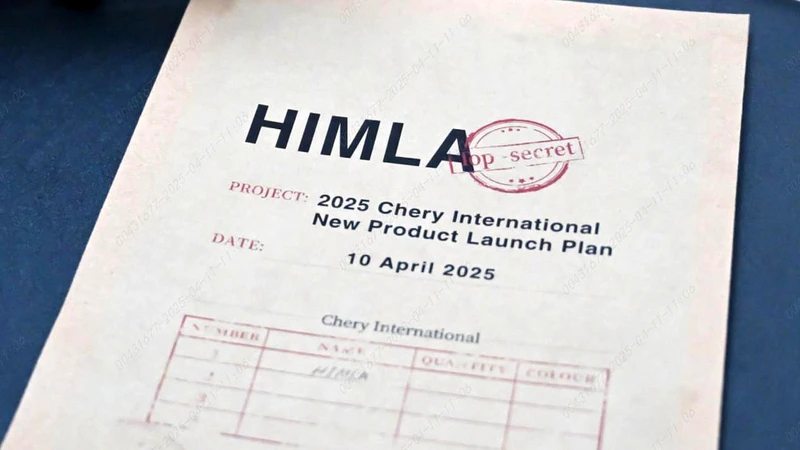 HIMLA
Top -secret
PROJECT: 2025 Chery International
New Product Launch Plan
DATE: 10 April 2025
Chery International
NUMBER NAME QUANTITY COLOUR
HIMLA